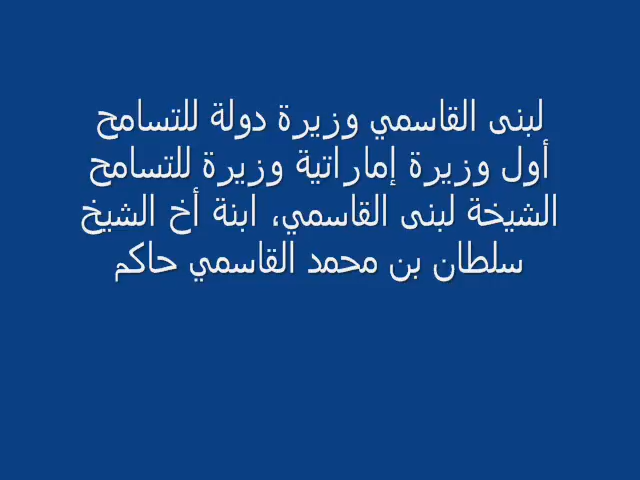 لبنى القاسمي وزيرة دولة للتسامح
أول وزيرة إماراتية وزيرة للتسامح
الشيخة لبنى القاسمي، ابنة أخ الشيخ
سلطان بن محمد القاسمي حاكم